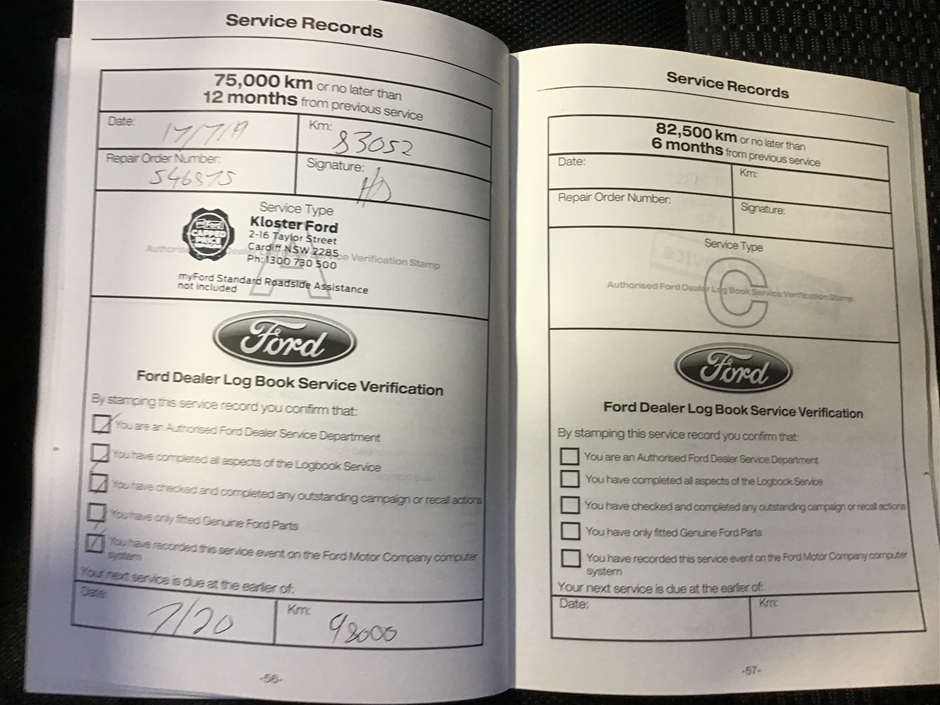 Service Records
75,000 km or no later than
12 months from previous service
Date: 17/7/19
Km: 83052
Repair Order Number: 546875
Signature:
Service Type
Kloster Ford
2-16 Taylor Street
Cardiff NSW 2285
Ph: 1300 730 500
myFord Standard Roadside Assistance
not included
Ford
CAPPED
PRICE
A
Ford
Ford Dealer Log Book Service Verification
By stamping this service record you confirm that:
You are an Authorised Ford Dealer Service Department
You have completed all aspects of the Logbook Service
You have checked and completed any outstanding campaign or recall actions
You have only fitted Genuine Ford Parts
You have recorded this service event on the Ford Motor Company computer
system
Your next service is due at the earlier of:
Date: 7/20
Km: 98000
-56-
Service Records
82,500 km or no later than
6 months from previous service
Date:
Km:
Repair Order Number:
Signature:
Service Type
Authorised Ford Dealer Log Book Service Verification Stamp
C
Ford
Ford Dealer Log Book Service Verification
By stamping this service record you confirm that:
You are an Authorised Ford Dealer Service Department
You have completed all aspects of the Logbook Service
You have checked and completed any outstanding campaign or recall actions
You have only fitted Genuine Ford Parts
You have recorded this service event on the Ford Motor Company computer
system
Your next service is due at the earlier of:
Date:
Km:
-57-